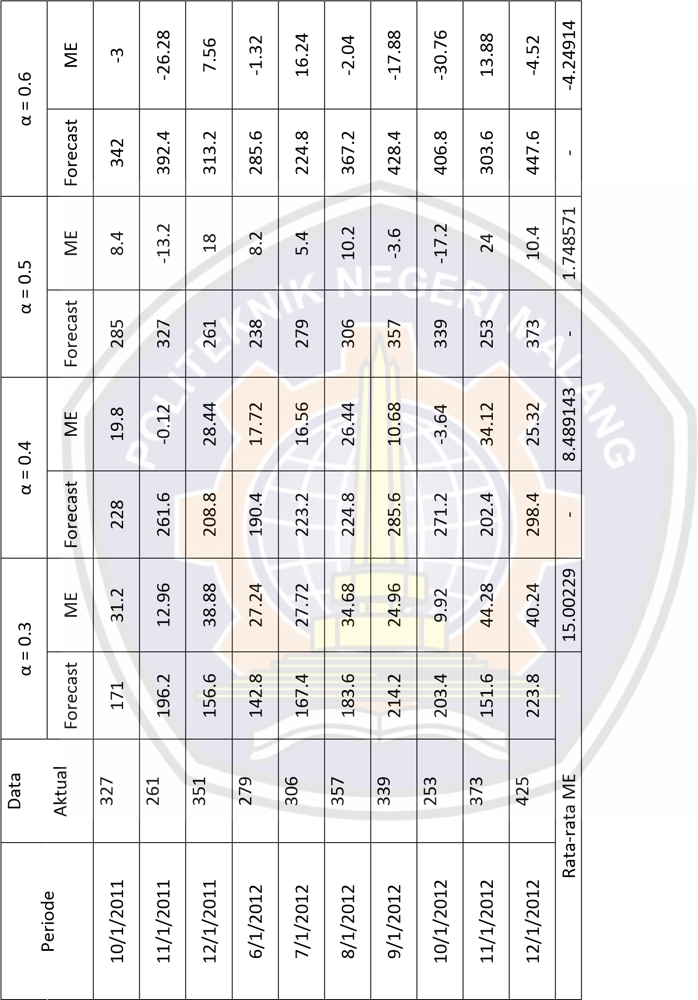 Periode Data Aktual α = 0.3 α = 0.4 α = 0.5 α = 0.6
Forecast ME Forecast ME Forecast ME Forecast ME
10/1/2011 327 171 31.2 228 19.8 285 8.4 342 -3
11/1/2011 261 196.2 12.96 261.6 -0.12 327 -13.2 392.4 -26.28
12/1/2011 351 156.6 38.88 208.8 28.44 261 18 313.2 7.56
6/1/2012 279 142.8 27.24 190.4 17.72 238 8.2 285.6 -1.32
7/1/2012 306 167.4 27.72 223.2 16.56 279 5.4 224.8 16.24
8/1/2012 357 183.6 34.68 224.8 26.44 306 10.2 367.2 -2.04
9/1/2012 339 214.2 24.96 285.6 10.68 357 -3.6 428.4 -17.88
10/1/2012 253 203.4 9.92 271.2 -3.64 339 -17.2 406.8 -30.76
11/1/2012 373 151.6 44.28 202.4 34.12 253 24 303.6 13.88
12/1/2012 425 223.8 40.24 298.4 25.32 373 10.4 447.6 -4.52
Rata-rata ME 15.00229 - 8.489143 - 1.748571 - -4.24914
POLITEKNIK NEGERI MALANG